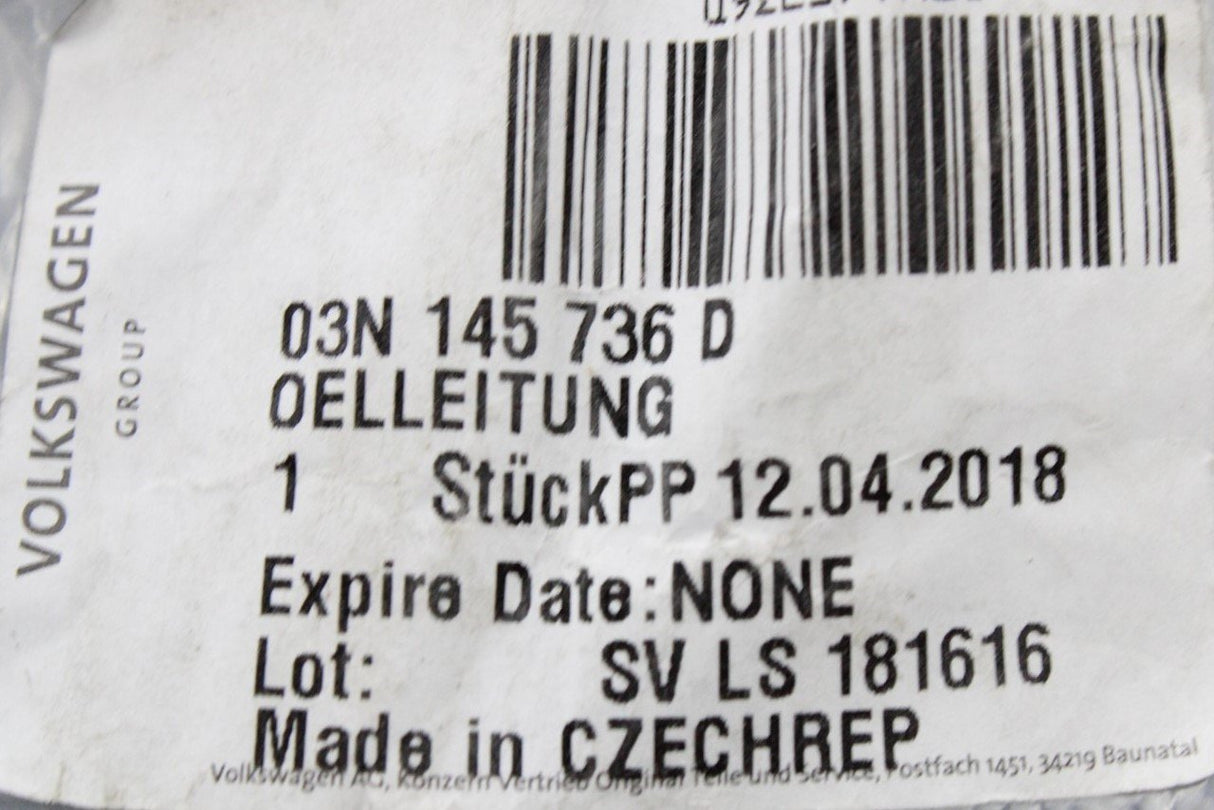 VOLKSWAGEN
GROUP
03N 145 736 D
OELLEITUNG
1 StückPP 12.04.2018
Expire Date:NONE
Lot: SV LS 181616
Made in CZECHREP
Volkswagen AG, Konzern Vertrieb Original Teile und Service, Postfach 1451, 34219 Baunatal